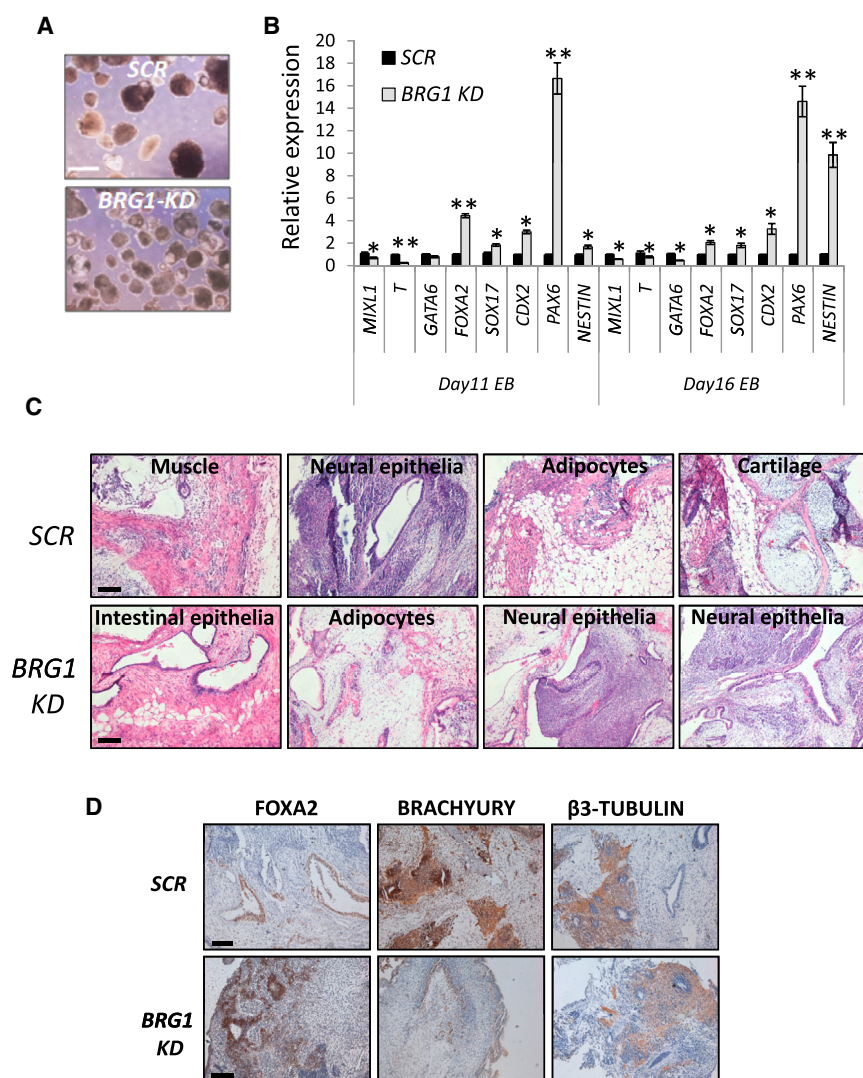 A
SCR
BRG1-KD
B
Relative expression
20
18
16
14
12
10
8
6
4
2
0
SCR
BRG1 KD
* ** ** * * ** * * * * * * ** **
MIXL1 T GATA6 FOXA2 SOX17 CDX2 PAX6 NESTIN MIXL1 T GATA6 FOXA2 SOX17 CDX2 PAX6 NESTIN
Day11 EB Day16 EB
C
SCR
Muscle Neural epithelia Adipocytes Cartilage
BRG1 KD
Intestinal epithelia Adipocytes Neural epithelia Neural epithelia
D
FOXA2 BRACHYURY β3-TUBULIN
SCR
BRG1
KD